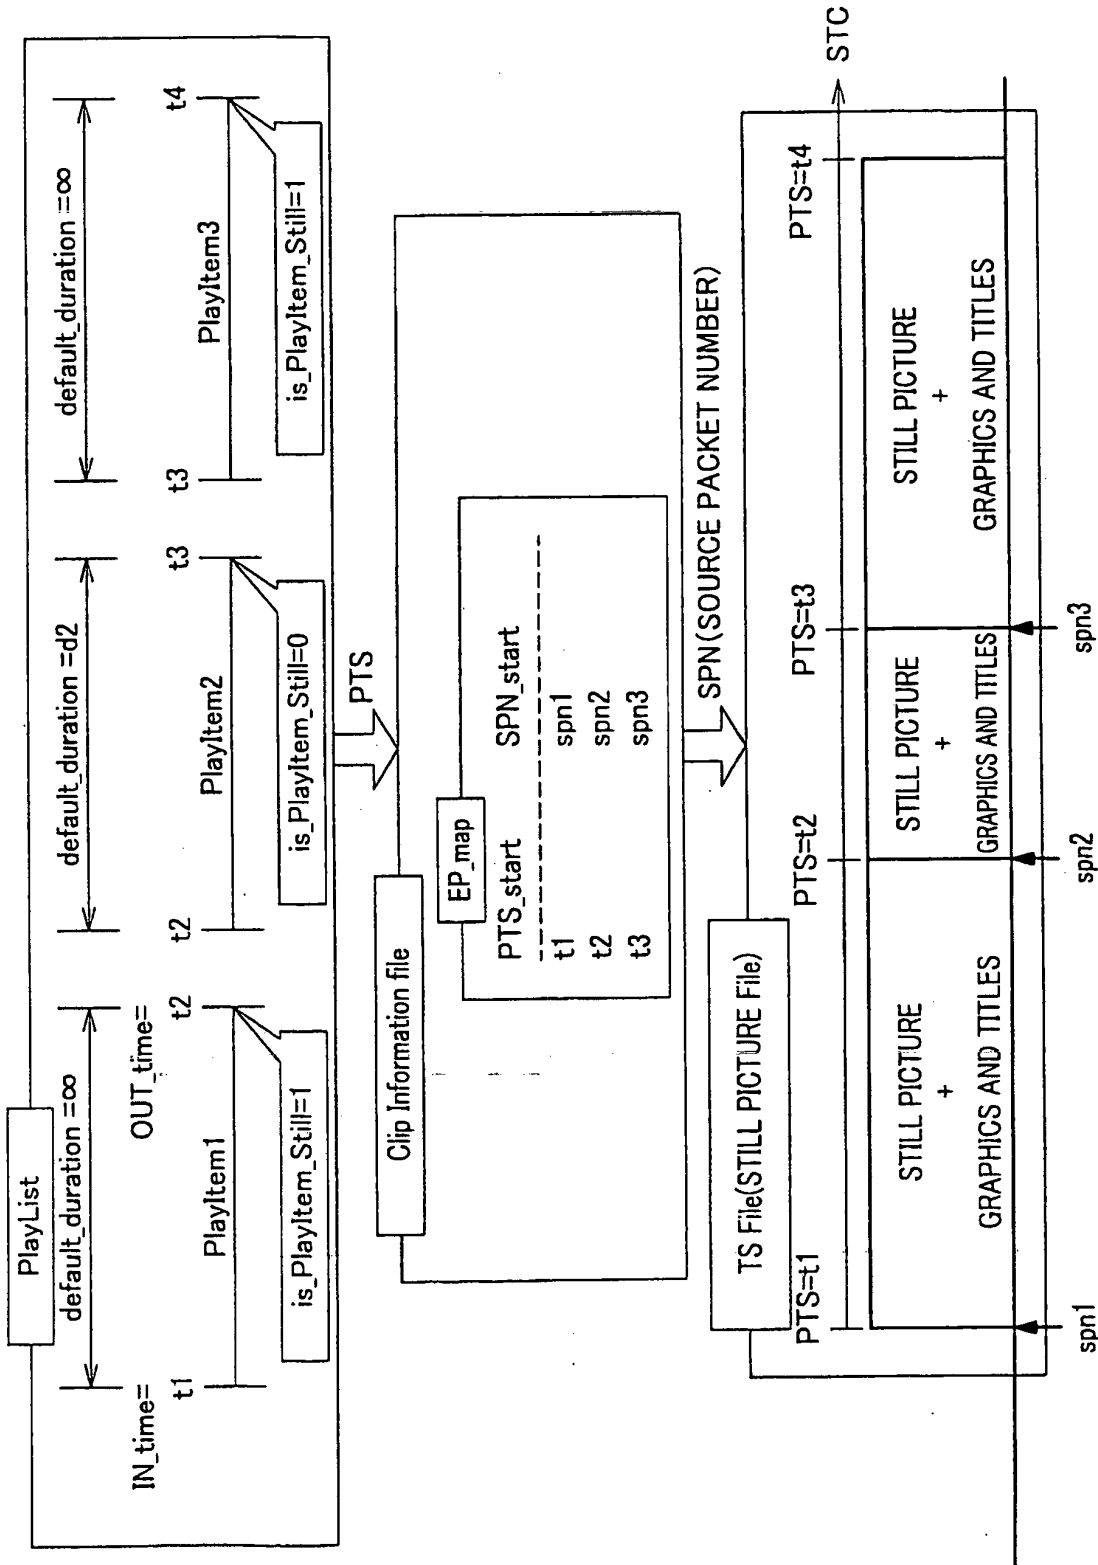 PlayList
default_duration =∞
default_duration =d2
default_duration =∞
IN_time=
OUT_time=
t1
t2
t2
t3
t3
t4
PlayItem1
PlayItem2
PlayItem3
is_PlayItem_Still=1
is_PlayItem_Still=0
is_PlayItem_Still=1
PTS
Clip Information file
EP_map
PTS_start SPN_start
t1 spn1
t2 spn2
t3 spn3
SPN(SOURCE PACKET NUMBER)
TS File(STILL PICTURE File)
PTS=t1
PTS=t2
PTS=t3
PTS=t4
STC
STILL PICTURE
+
GRAPHICS AND TITLES
STILL PICTURE
+
GRAPHICS AND TITLES
STILL PICTURE
+
GRAPHICS AND TITLES
spn1
spn2
spn3